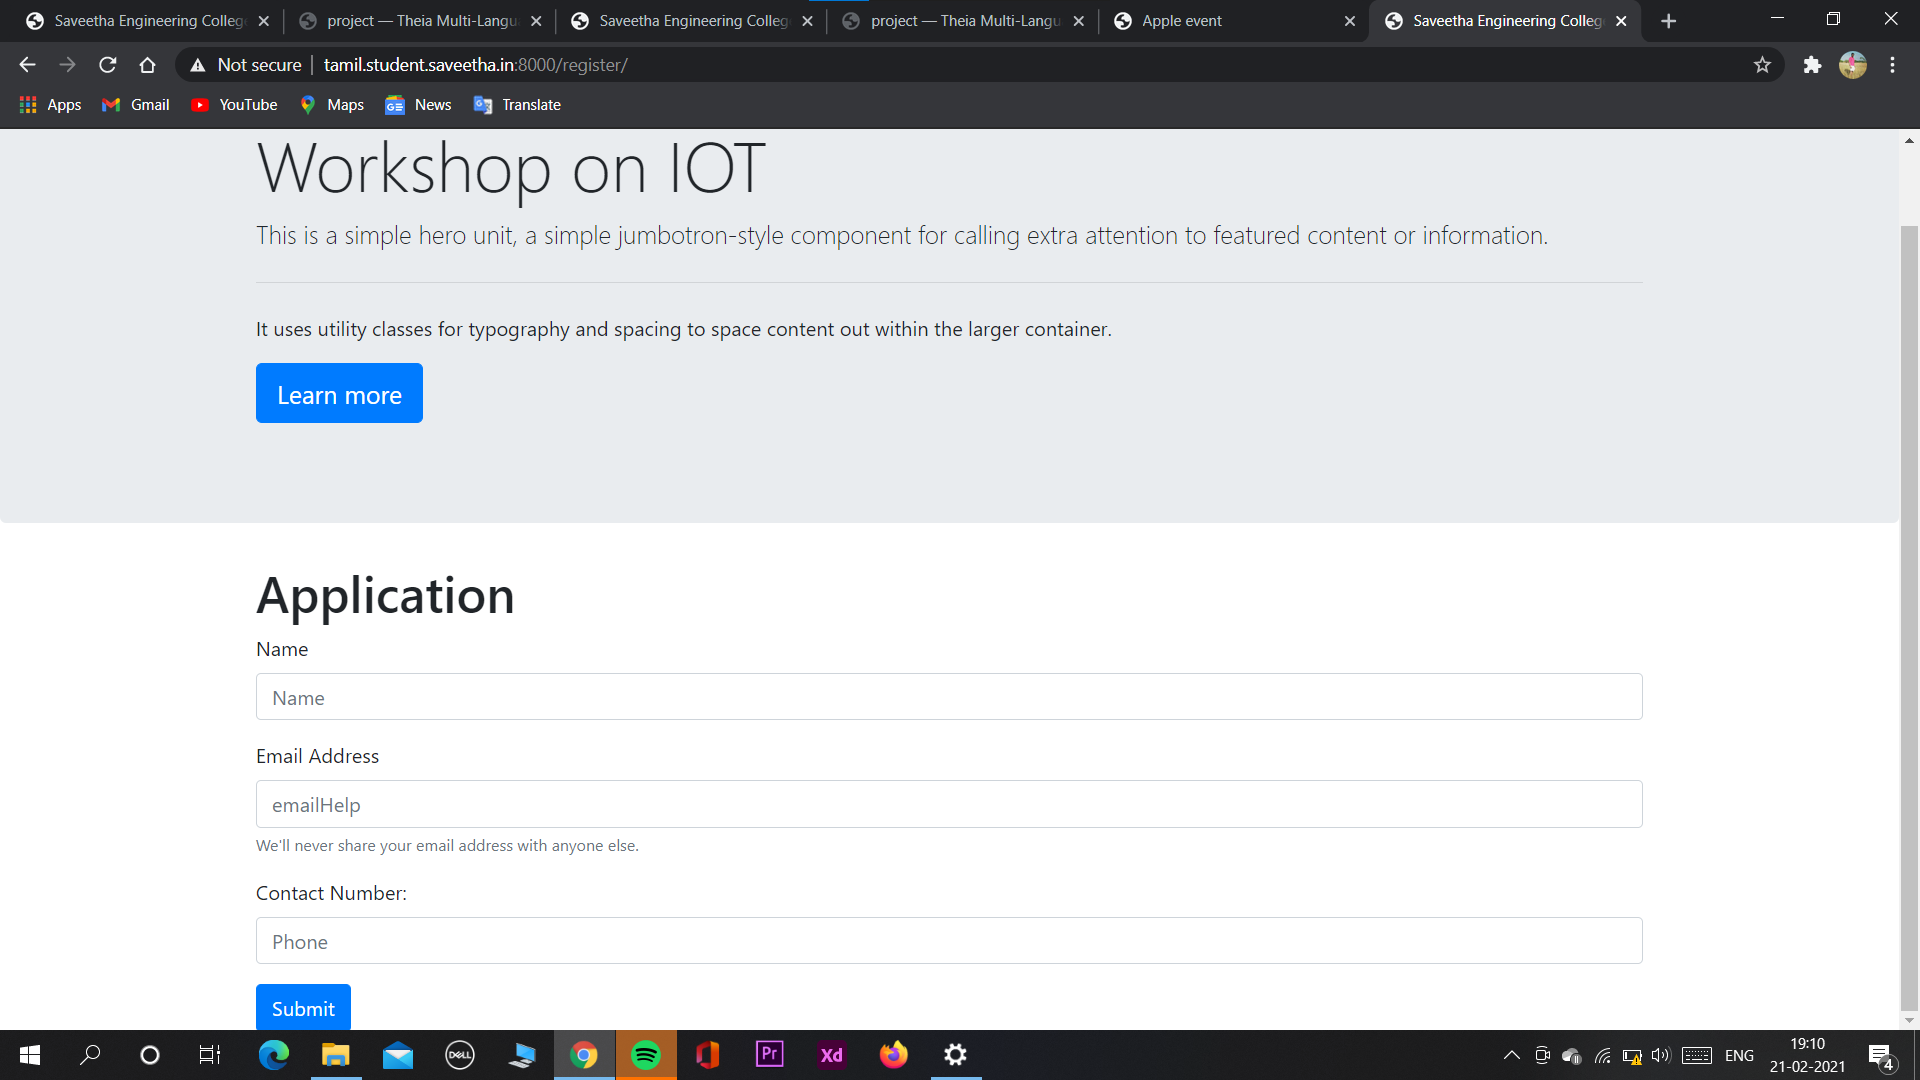 Saveetha Engineering College
project — Theia Multi-Langu
Saveetha Engineering College
project — Theia Multi-Langu
Apple event
Saveetha Engineering Colleg
Not secure tamil.student.saveetha.in:8000/register/
Apps Gmail YouTube Maps News Translate
Workshop on IOT
This is a simple hero unit, a simple jumbotron-style component for calling extra attention to featured content or information.
It uses utility classes for typography and spacing to space content out within the larger container.
Learn more
Application
Name
Name
Email Address
emailHelp
We'll never share your email address with anyone else.
Contact Number:
Phone
Submit
DELL
Pr
Xd
ENG
19:10
21-02-2021
4